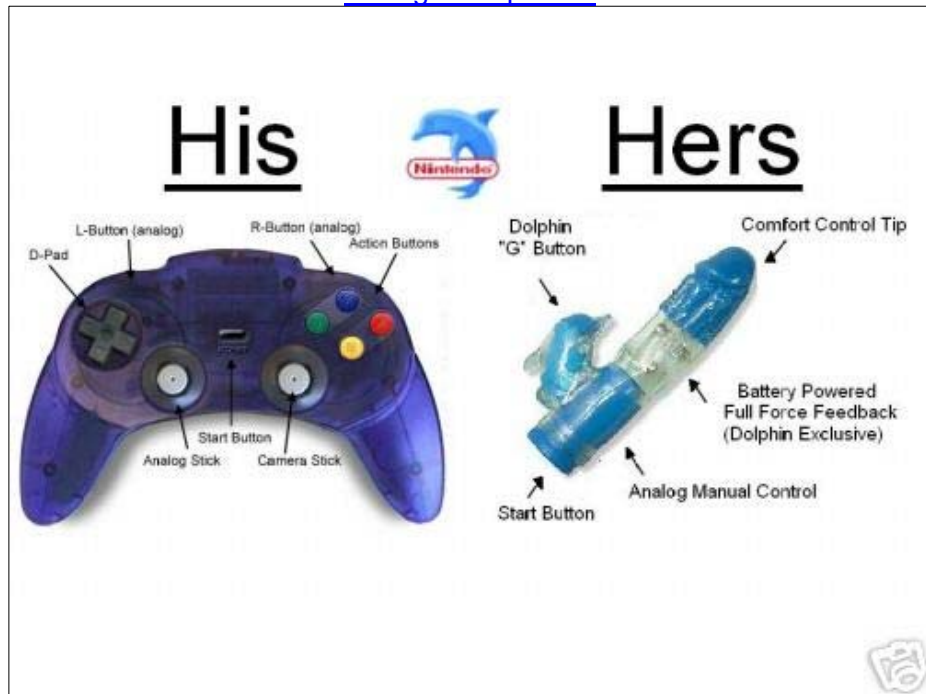 His
Nintendo
Hers
L-Button (analog)
R-Button (analog)
Action Buttons
D-Pad
Start Button
Analog Stick
Camera Stick
Dolphin
"G" Button
Comfort Control Tip
Battery Powered
Full Force Feedback
(Dolphin Exclusive)
Analog Manual Control
Start Button